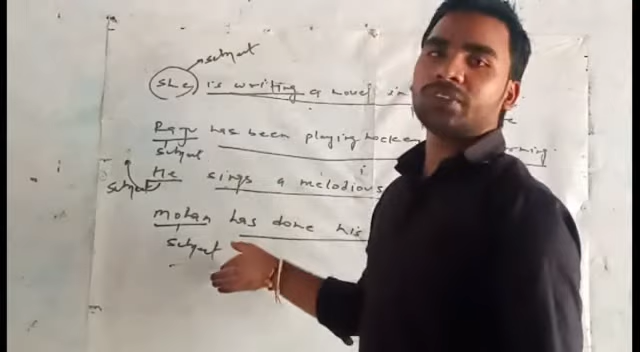 subject
She is writing a novel
Raju has been playing hockey morning.
subject
He sings a melodious
subject
Mohan has done his
subject